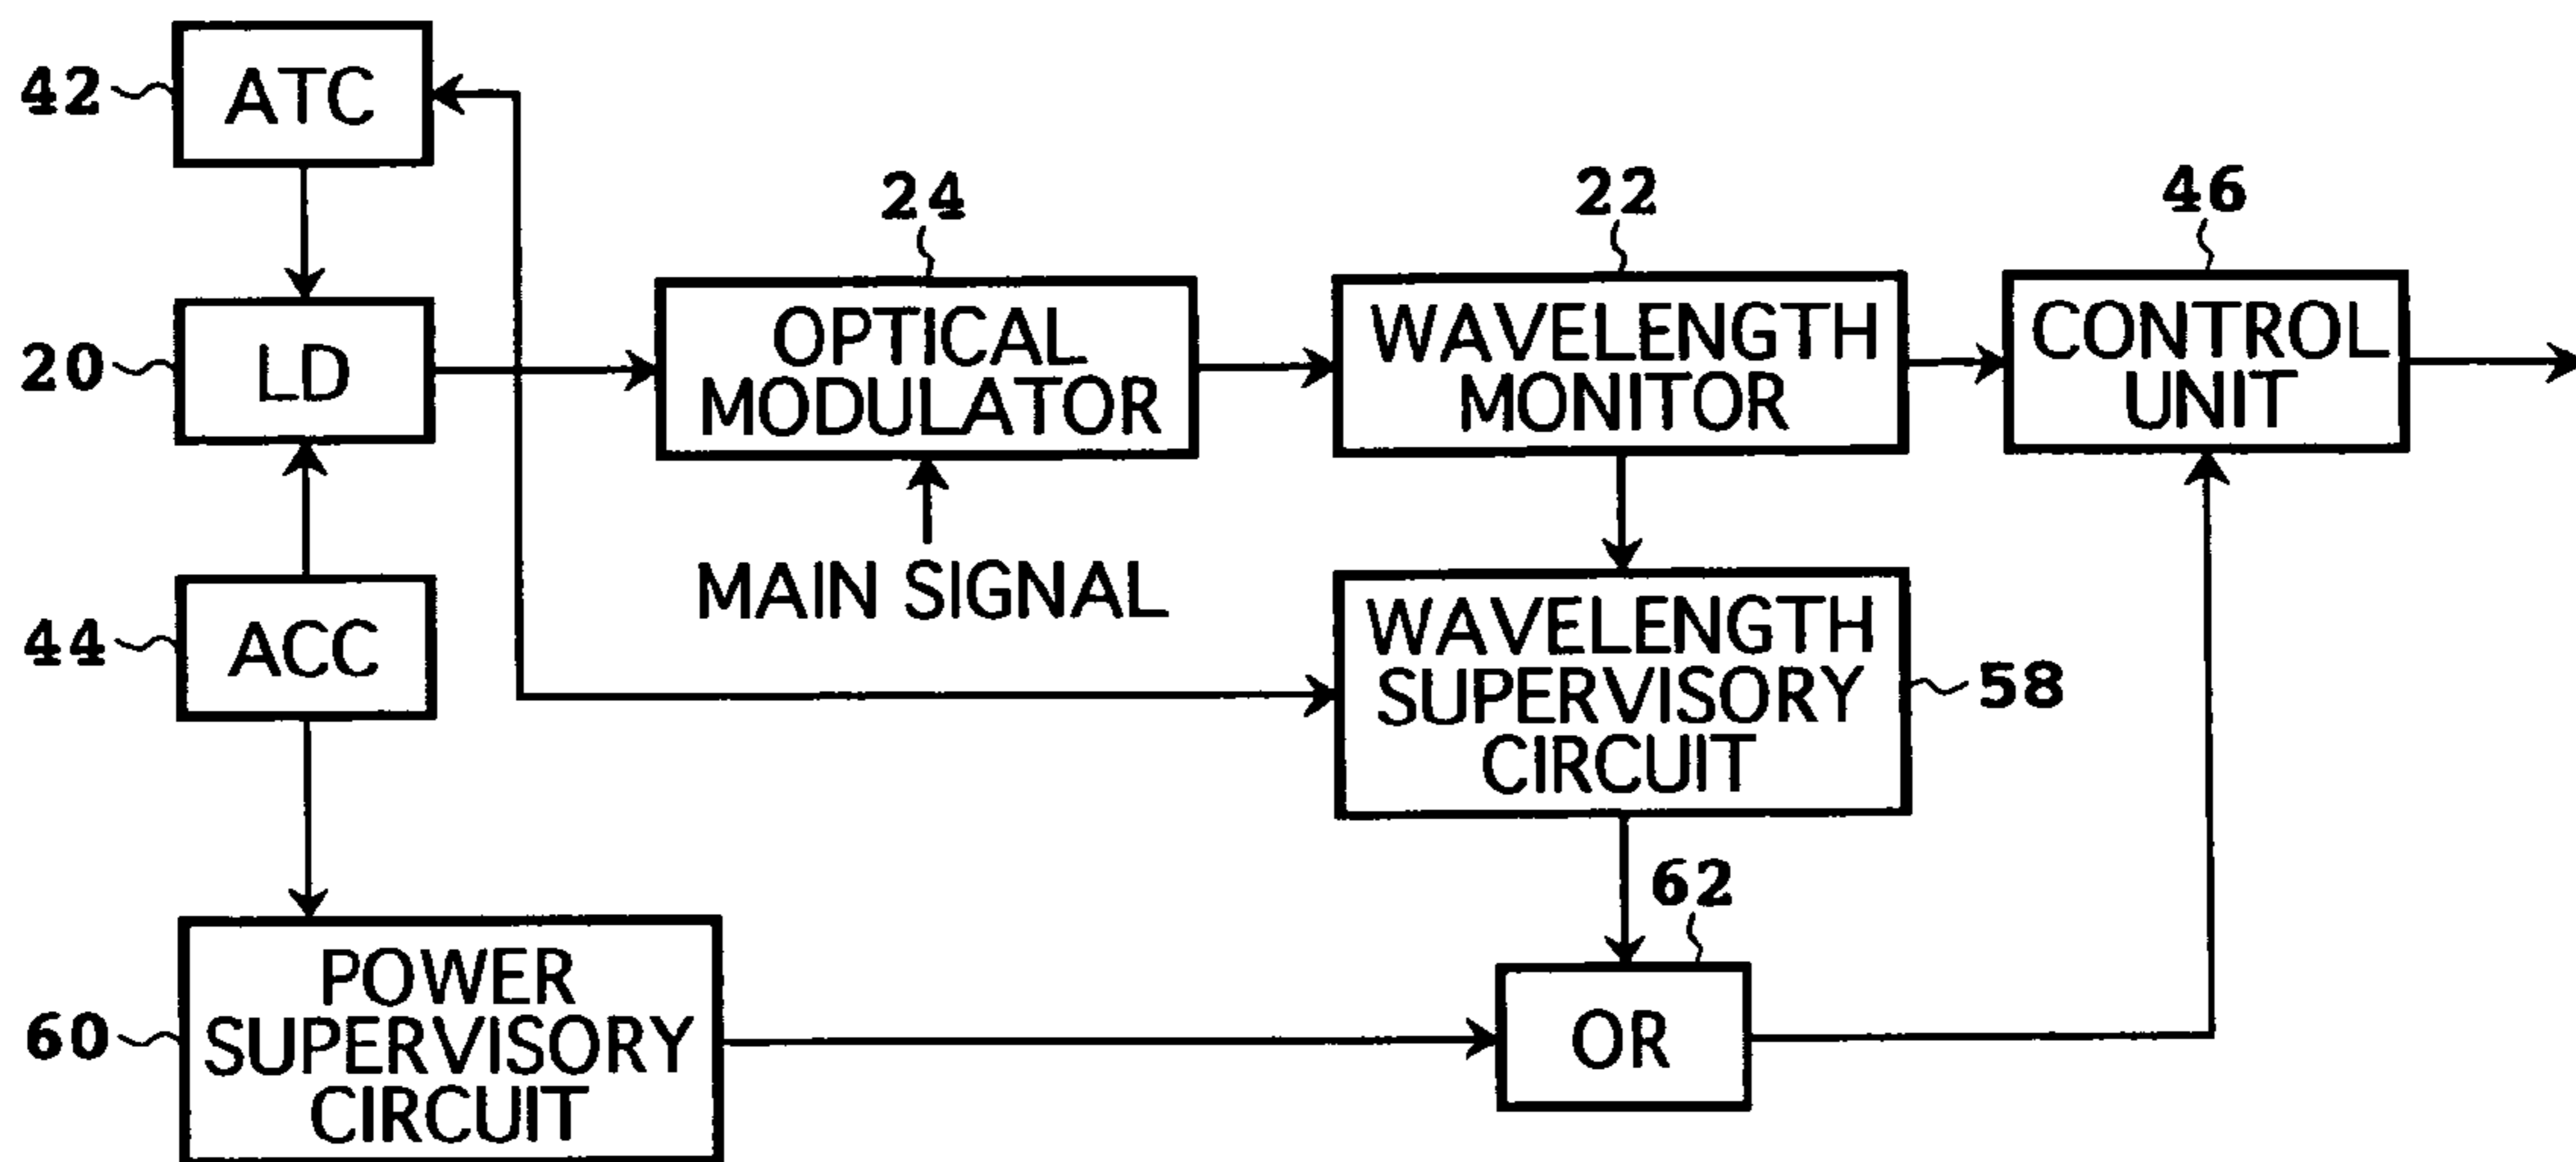 42
ATC
24
22
46
20
LD
OPTICAL
MODULATOR
WAVELENGTH
MONITOR
CONTROL
UNIT
MAIN SIGNAL
44
ACC
WAVELENGTH
SUPERVISORY
CIRCUIT
58
62
60
POWER
SUPERVISORY
CIRCUIT
OR